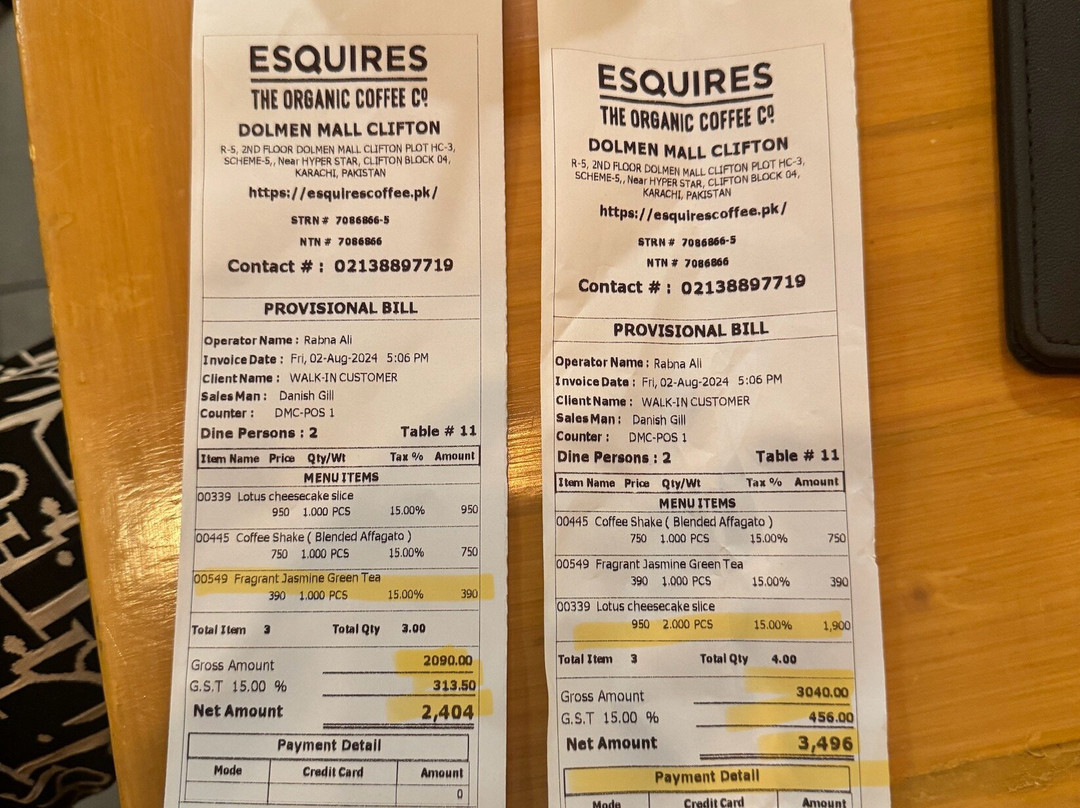 ESQUIRES
THE ORGANIC COFFEE Cº
DOLMEN MALL CLIFTON
R-5, 2ND FLOOR DOLMEN MALL CLIFTON PLOT HC-3,
SCHEME-5,, Near HYPER STAR, CLIFTON BLOCK 04,
KARACHI, PAKISTAN
https://esquirescoffee.pk/
STRN # 7086866-5
NTN # 7086866
Contact # : 02138897719
PROVISIONAL BILL
Operator Name : Rabna Ali
Invoice Date : Fri, 02-Aug-2024 5:06 PM
Client Name : WALK-IN CUSTOMER
Sales Man : Danish Gill
Counter : DMC-POS 1
Dine Persons : 2 Table # 11
Item Name Price Qty/Wt Tax % Amount
MENU ITEMS
00339 Lotus cheesecake slice
950 1.000 PCS 15.00% 950
00445 Coffee Shake ( Blended Affagato )
750 1.000 PCS 15.00% 750
00549 Fragrant Jasmine Green Tea
390 1.000 PCS 15.00% 390
Total Item 3 Total Qty 3.00
Gross Amount 2090.00
G.S.T 15.00 % 313.50
Net Amount 2,404
Payment Detail
Mode Credit Card Amount
0
ESQUIRES
THE ORGANIC COFFEE Cº
DOLMEN MALL CLIFTON
R-5, 2ND FLOOR DOLMEN MALL CLIFTON PLOT HC-3,
SCHEME-5,, Near HYPER STAR, CLIFTON BLOCK 04,
KARACHI, PAKISTAN
https://esquirescoffee.pk/
STRN # 7086866-5
NTN # 7086866
Contact # : 02138897719
PROVISIONAL BILL
Operator Name : Rabna Ali
Invoice Date : Fri, 02-Aug-2024 5:06 PM
Client Name : WALK-IN CUSTOMER
Sales Man : Danish Gill
Counter : DMC-POS 1
Dine Persons : 2 Table # 11
Item Name Price Qty/Wt Tax % Amount
MENU ITEMS
00445 Coffee Shake ( Blended Affagato )
750 1.000 PCS 15.00% 750
00549 Fragrant Jasmine Green Tea
390 1.000 PCS 15.00% 390
00339 Lotus cheesecake slice
950 2.000 PCS 15.00% 1,900
Total Item 3 Total Qty 4.00
Gross Amount 3040.00
G.S.T 15.00 % 456.00
Net Amount 3,496
Payment Detail
Mode Credit Card Amount